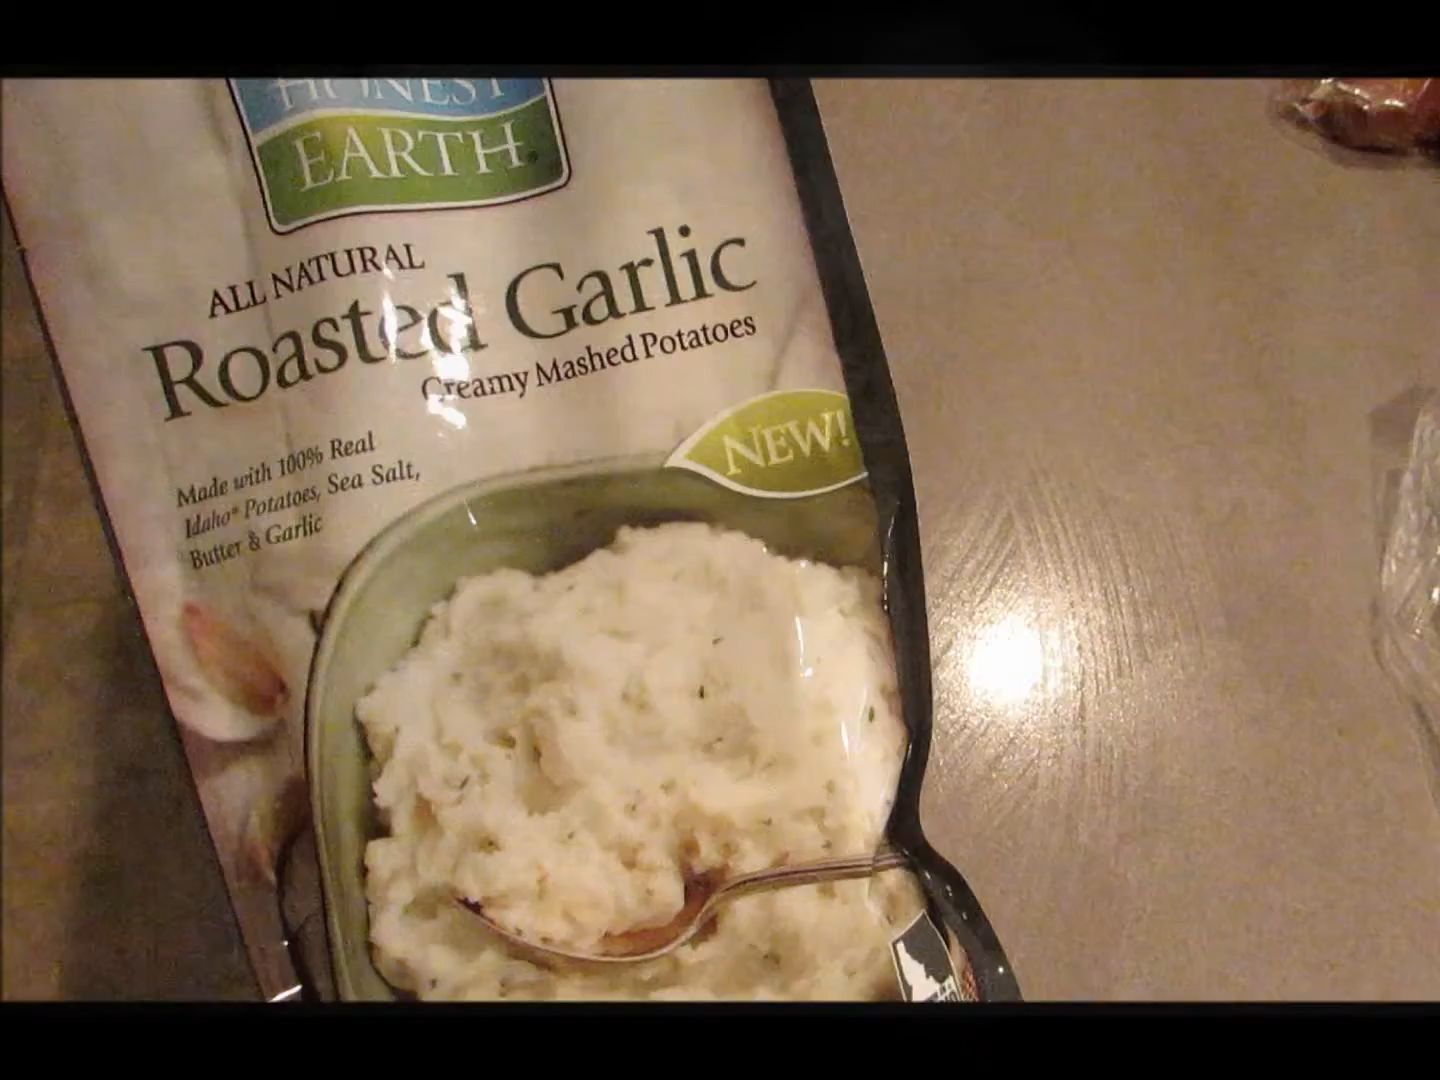 HONEST
EARTH®
ALL NATURAL
Roasted Garlic
Creamy Mashed Potatoes
NEW!
Made with 100% Real
Idaho® Potatoes, Sea Salt,
Butter & Garlic